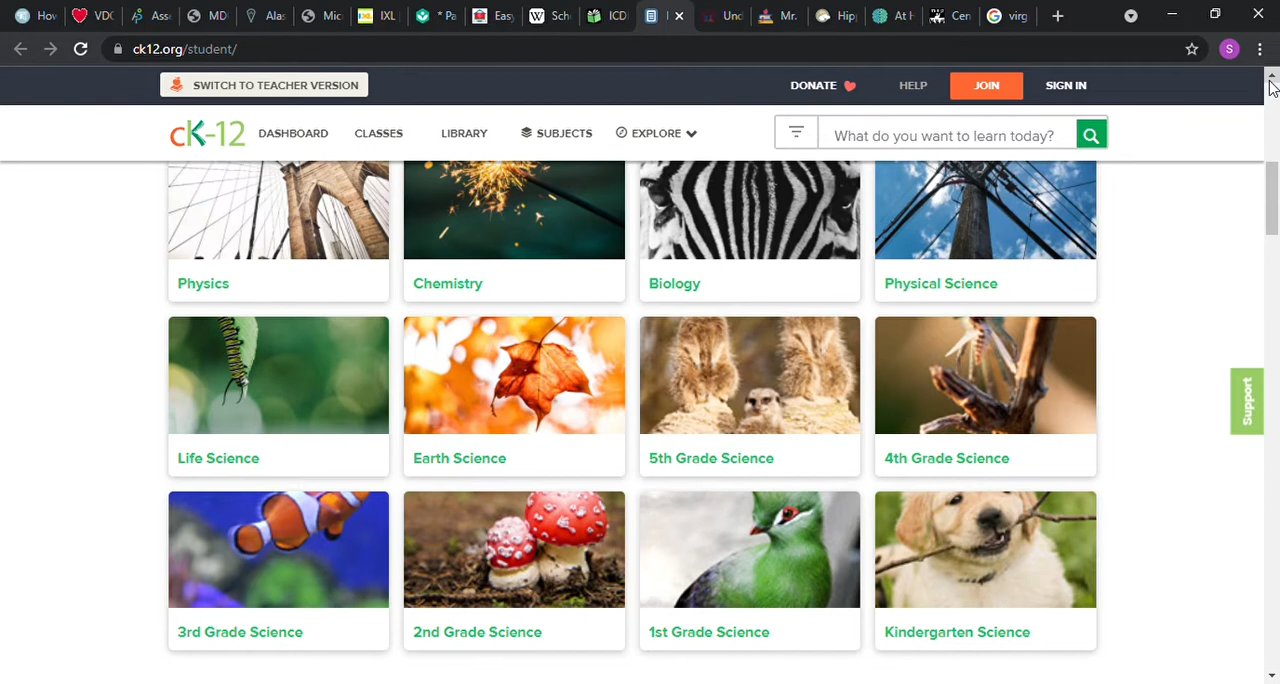 Hov VDC Ass MD Alas Mic IXL * Pa Easy Sch ICD Und Mr. Hip At H Cen virg
ck12.org/student/ S
SWITCH TO TEACHER VERSION DONATE HELP JOIN SIGN IN
cK-12 DASHBOARD CLASSES LIBRARY SUBJECTS EXPLORE What do you want to learn today?
Physics Chemistry Biology Physical Science
Support
Life Science Earth Science 5th Grade Science 4th Grade Science
3rd Grade Science 2nd Grade Science 1st Grade Science Kindergarten Science